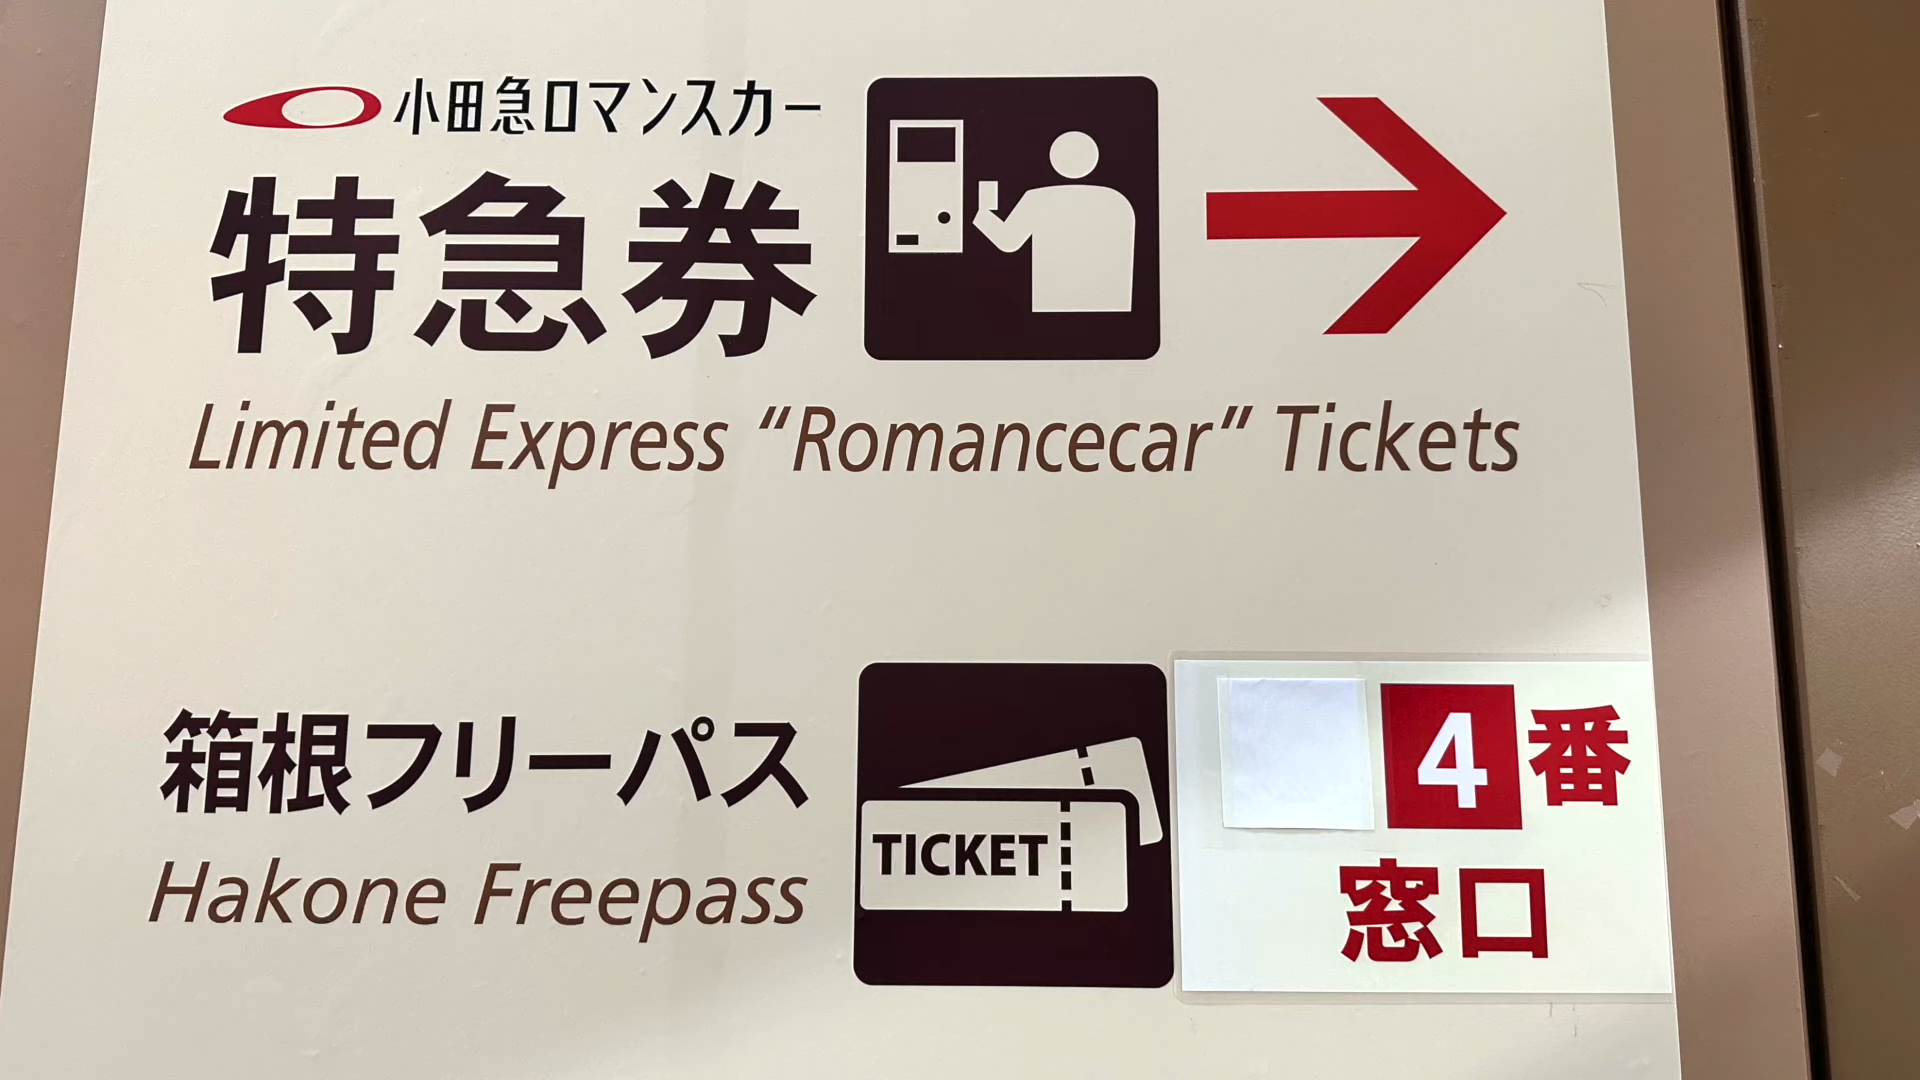 小田急ロマンスカー
特急券
Limited Express “Romancecar” Tickets
箱根フリーパス
Hakone Freepass
TICKET
4番
窓口